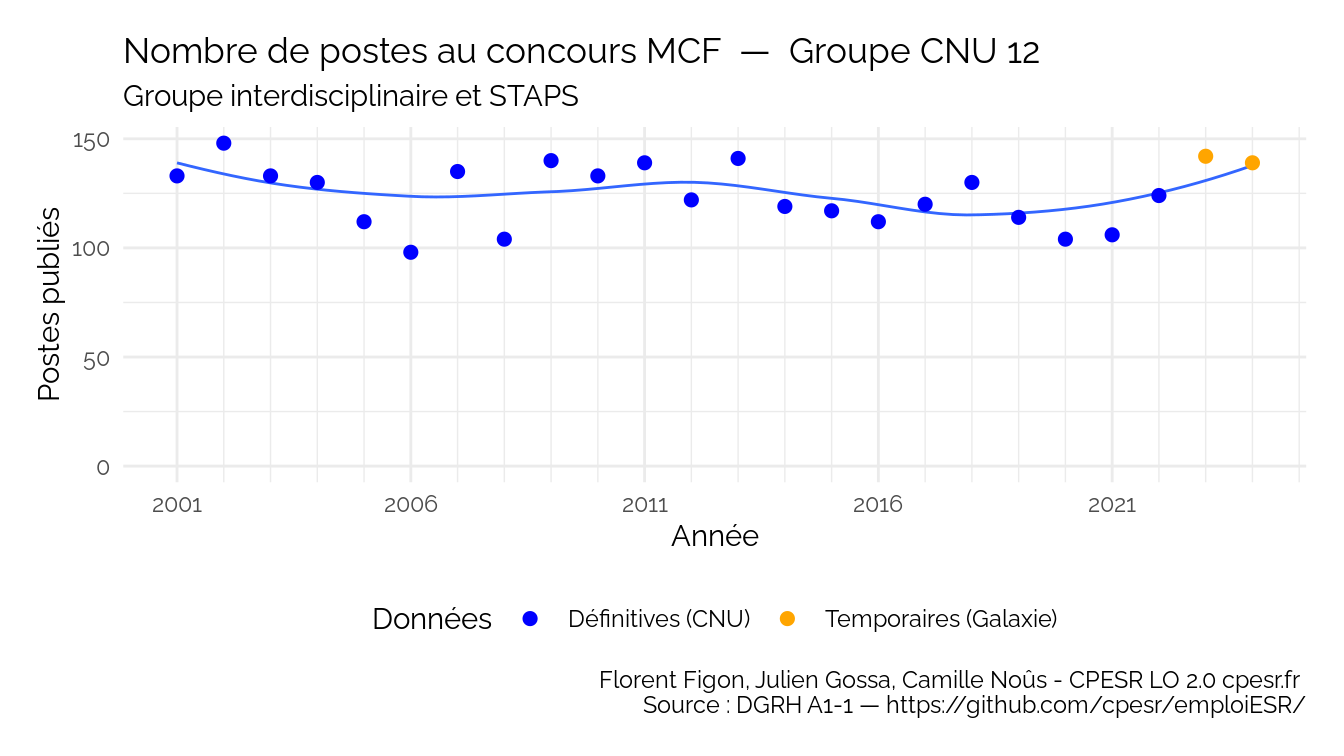 Nombre de postes au concours MCF — Groupe CNU 12
Groupe interdisciplinaire et STAPS
Postes publiés
150
100
50
0
2001 2006 2011 2016 2021
Année
Données Définitives (CNU) Temporaires (Galaxie)
Florent Figon, Julien Gossa, Camille Noûs - CPESR LO 2.0 cpesr.fr
Source : DGRH A1-1 — https://github.com/cpesr/emploiESR/